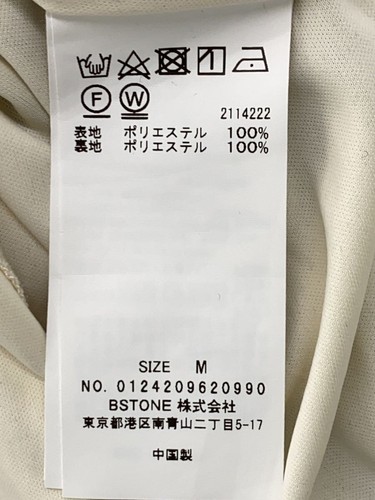 F W
2114222
表地 ポリエステル 100%
裏地 ポリエステル 100%
SIZE M
NO. 0124209620990
BSTONE 株式会社
東京都港区南青山二丁目5-17
中国製